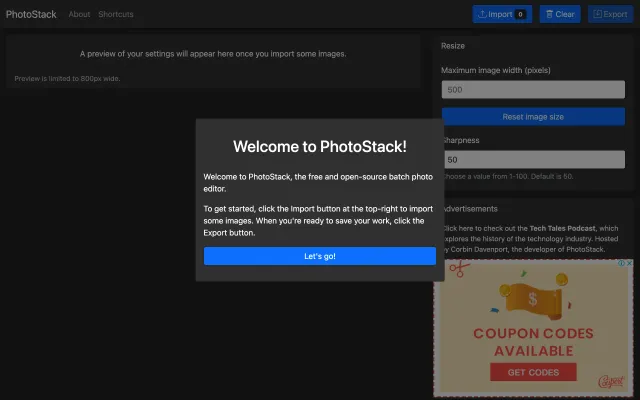 PhotoStack
About
Shortcuts
Import 0
Clear
Export
A preview of your settings will appear here once you import some images.
Preview is limited to 800px wide.
Resize
Maximum image width (pixels)
500
Reset image size
Sharpness
50
Choose a value from 1-100. Default is 50.
Advertisements
Click here to check out the Tech Tales Podcast, which
explores the history of the technology industry. Hosted
by Corbin Davenport, the developer of PhotoStack.
$
COUPON CODES
AVAILABLE
GET CODES
Welcome to PhotoStack!
Welcome to PhotoStack, the free and open-source batch photo
editor.
To get started, click the Import button at the top-right to import
some images. When you're ready to save your work, click the
Export button.
Let's go!